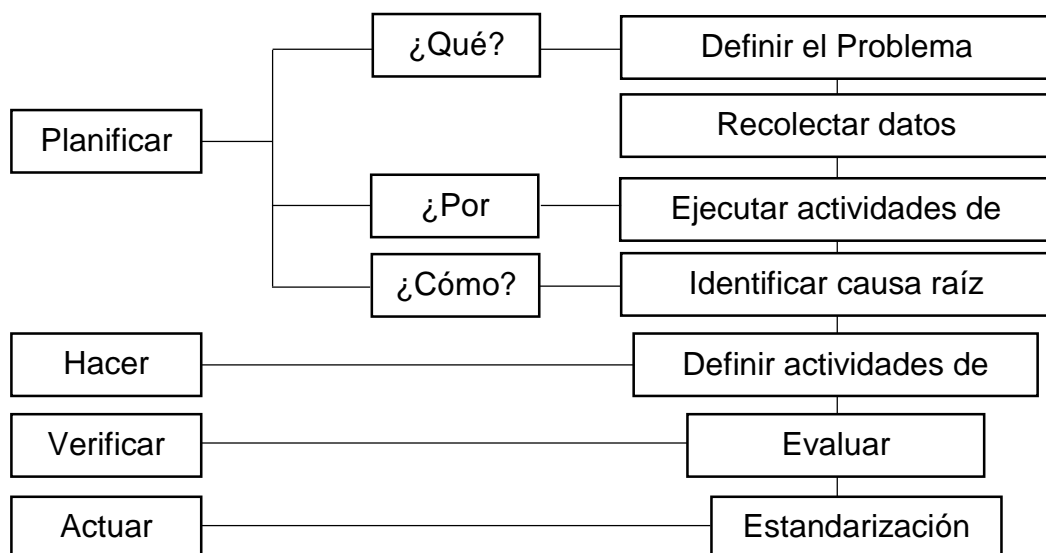 ¿Qué?
Definir el Problema
Recolectar datos
Planificar
¿Por
Ejecutar actividades de
¿Cómo?
Identificar causa raíz
Hacer
Definir actividades de
Verificar
Evaluar
Actuar
Estandarización